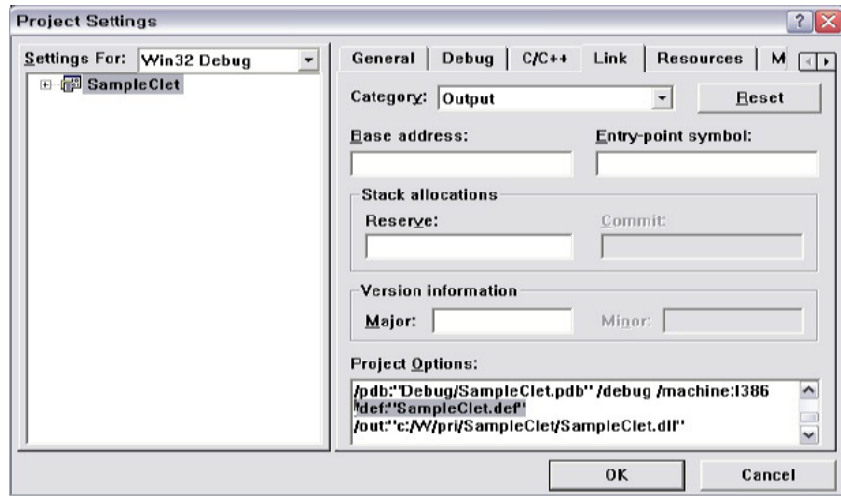 Project Settings
Settings For: Win32 Debug
SampleClet
General Debug C/C++ Link Resources M
Category: Output Reset
Base address: Entry-point symbol:
Stack allocations
Reserve: Commit:
Version information
Major: Minor:
Project Options:
/pdb:"Debug/SampleClet.pdb" /debug /machine:I386
/def:"SampleClet.def"
/out:"c:/W/pri/SampleClet/SampleClet.dll"
OK Cancel